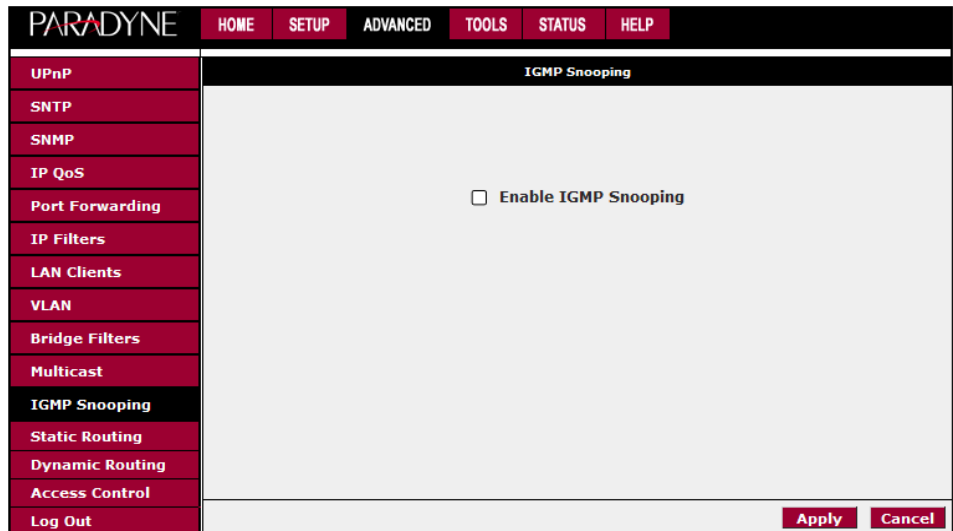 PARADYNE
HOME SETUP ADVANCED TOOLS STATUS HELP
UPnP
SNTP
SNMP
IP QoS
Port Forwarding
IP Filters
LAN Clients
VLAN
Bridge Filters
Multicast
IGMP Snooping
Static Routing
Dynamic Routing
Access Control
Log Out
IGMP Snooping
Enable IGMP Snooping
Apply Cancel